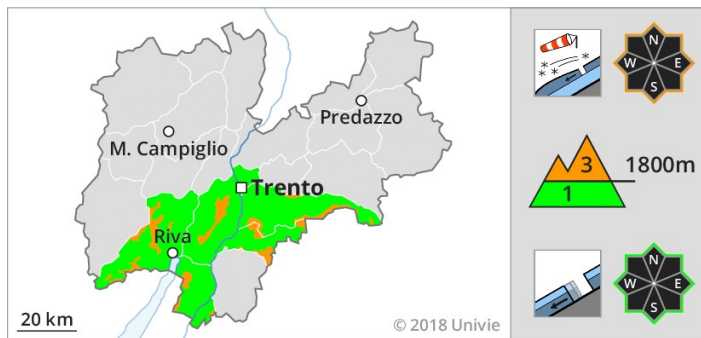 Predazzo
M. Campiglio
Trento
Riva
20 km
© 2018 Univie
N
W E
S
3 1800m
1
N
W E
S